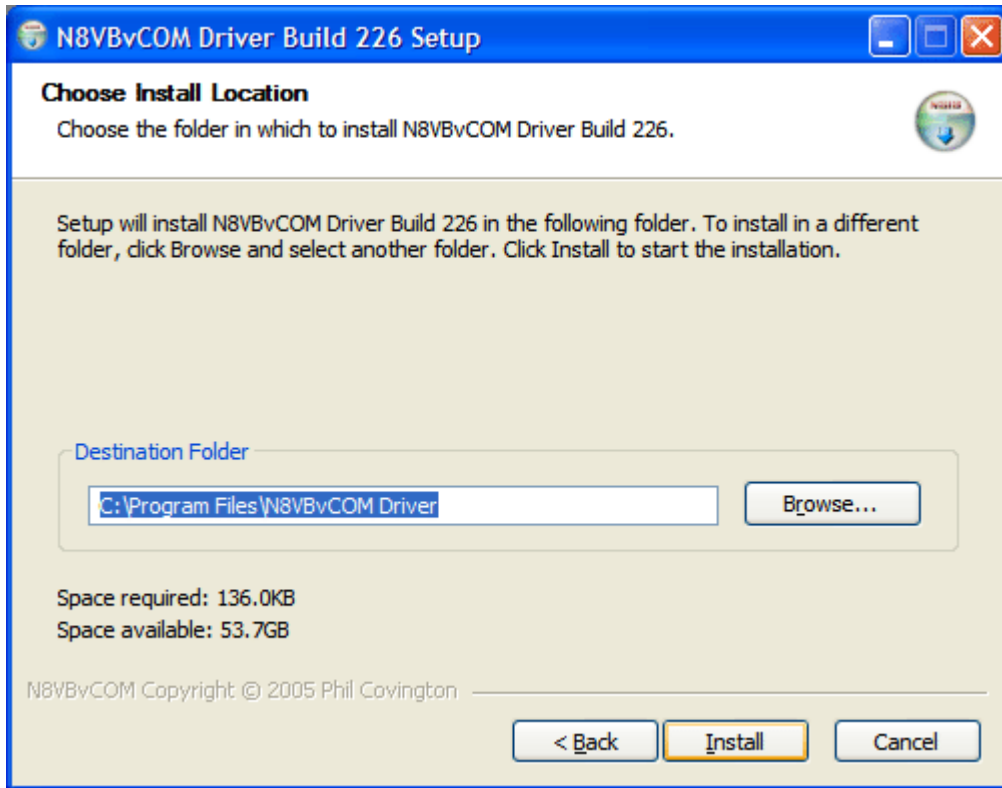 N8VBvCOM Driver Build 226 Setup
Choose Install Location
Choose the folder in which to install N8VBvCOM Driver Build 226.
Setup will install N8VBvCOM Driver Build 226 in the following folder. To install in a different
folder, click Browse and select another folder. Click Install to start the installation.
Destination Folder
C:\Program Files\N8VBvCOM Driver
Browse...
Space required: 136.0KB
Space available: 53.7GB
N8VBvCOM Copyright © 2005 Phil Covington
< Back
Install
Cancel